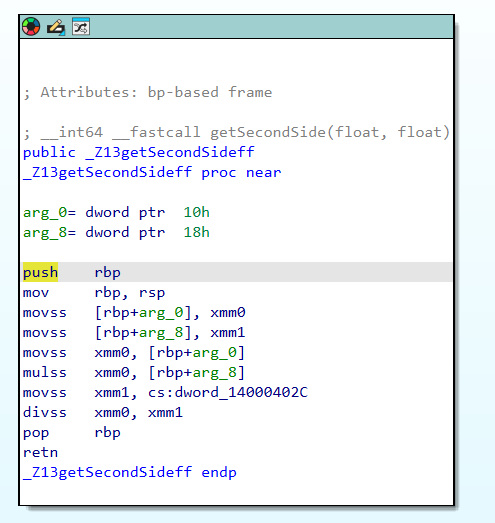 ; Attributes: bp-based frame
; __int64 __fastcall getSecondSide(float, float)
public _Z13getSecondSideff
_Z13getSecondSideff proc near
arg_0= dword ptr  10h
arg_8= dword ptr  18h
push    rbp
mov     rbp, rsp
movss   [rbp+arg_0], xmm0
movss   [rbp+arg_8], xmm1
movss   xmm0, [rbp+arg_0]
mulss   xmm0, [rbp+arg_8]
movss   xmm1, cs:dword_14000402C
divss   xmm0, xmm1
pop     rbp
retn
_Z13getSecondSideff endp